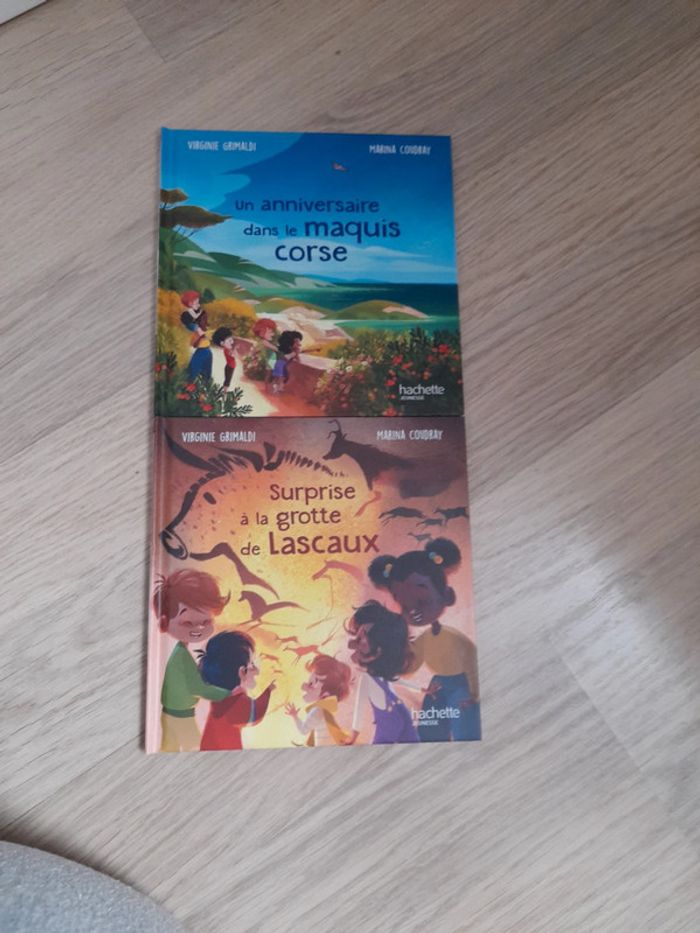 VIRGINIE GRIMALDI MARINA COUDRAY
Un anniversaire
dans le maquis
corse
hachette
JEUNESSE
VIRGINIE GRIMALDI MARINA COUDRAY
Surprise
à la grotte
de Lascaux
hachette
JEUNESSE